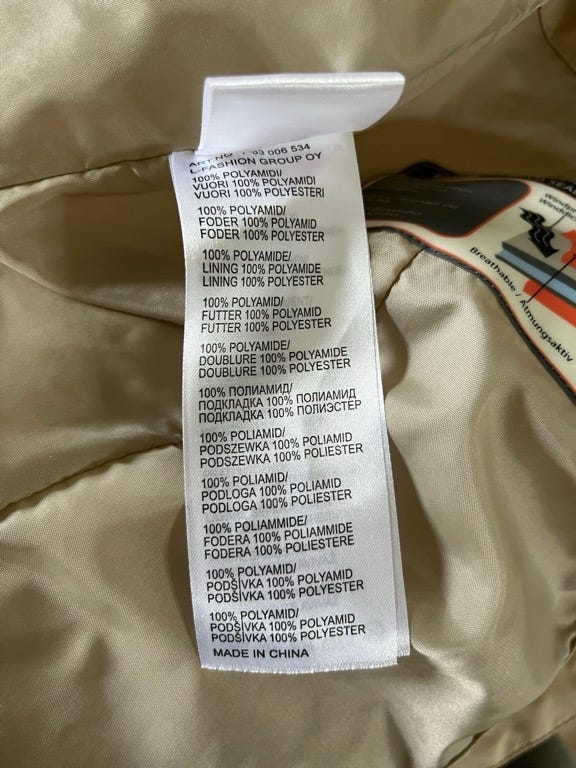 ART.NO 33 006 534
L-FASHION GROUP OY
100% POLYAMIDI/
VUORI 100% POLYAMIDI
VUORI 100% POLYESTERI
100% POLYAMID/
FODER 100% POLYAMID
FODER 100% POLYESTER
100% POLYAMIDE/
LINING 100% POLYAMIDE
LINING 100% POLYESTER
100% POLYAMID/
FUTTER 100% POLYAMID
FUTTER 100% POLYESTER
100% POLYAMIDE/
DOUBLURE 100% POLYAMIDE
DOUBLURE 100% POLYESTER
100% ПОЛИАМИД/
ПОДКЛАДКА 100% ПОЛИАМИД
ПОДКЛАДКА 100% ПОЛИЭСТЕР
100% POLIAMID/
PODSZEWKA 100% POLIAMID
PODSZEWKA 100% POLIESTER
100% POLIAMID/
PODLOGA 100% POLIAMID
PODLOGA 100% POLIESTER
100% POLIAMMIDE/
FODERA 100% POLIAMMIDE
FODERA 100% POLIESTERE
100% POLYAMID/
PODŠÍVKA 100% POLYAMID
PODŠÍVKA 100% POLYESTER
100% POLYAMID/
PODŠÍVKA 100% POLYAMID
PODŠÍVKA 100% POLYESTER
MADE IN CHINA
Breathable / Atmungsaktiv